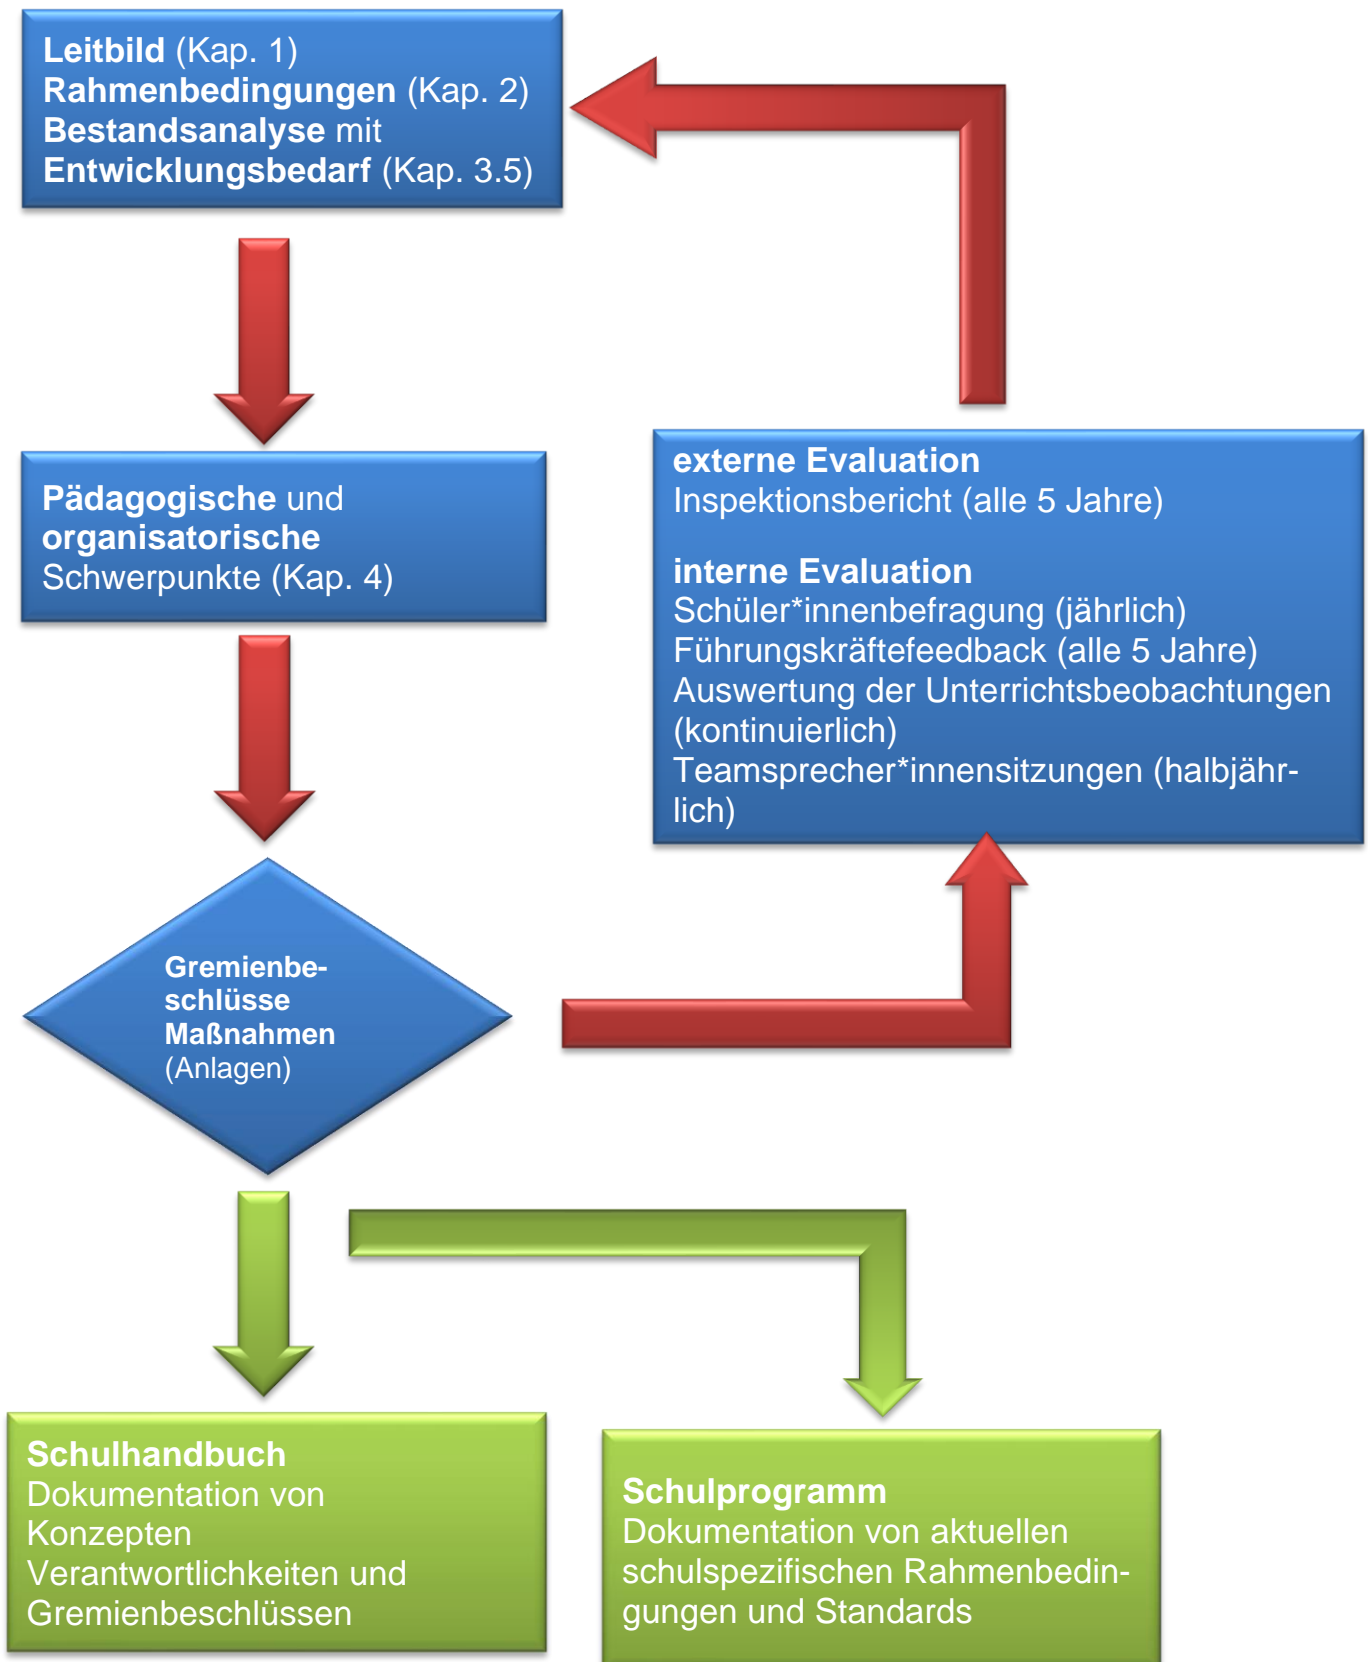 Leitbild (Kap. 1)
Rahmenbedingungen (Kap. 2)
Bestandsanalyse mit
Entwicklungsbedarf (Kap. 3.5)
Pädagogische und
organisatorische
Schwerpunkte (Kap. 4)
externe Evaluation
Inspektionsbericht (alle 5 Jahre)
interne Evaluation
Schüler*innenbefragung (jährlich)
Führungskräftefeedback (alle 5 Jahre)
Auswertung der Unterrichtsbeobachtungen
(kontinuierlich)
Teamsprecher*innensitzungen (halbjähr-
lich)
Gremienbe-
schlüsse
Maßnahmen
(Anlagen)
Schulhandbuch
Dokumentation von
Konzepten
Verantwortlichkeiten und
Gremienbeschlüssen
Schulprogramm
Dokumentation von aktuellen
schulspezifischen Rahmenbedin-
gungen und Standards